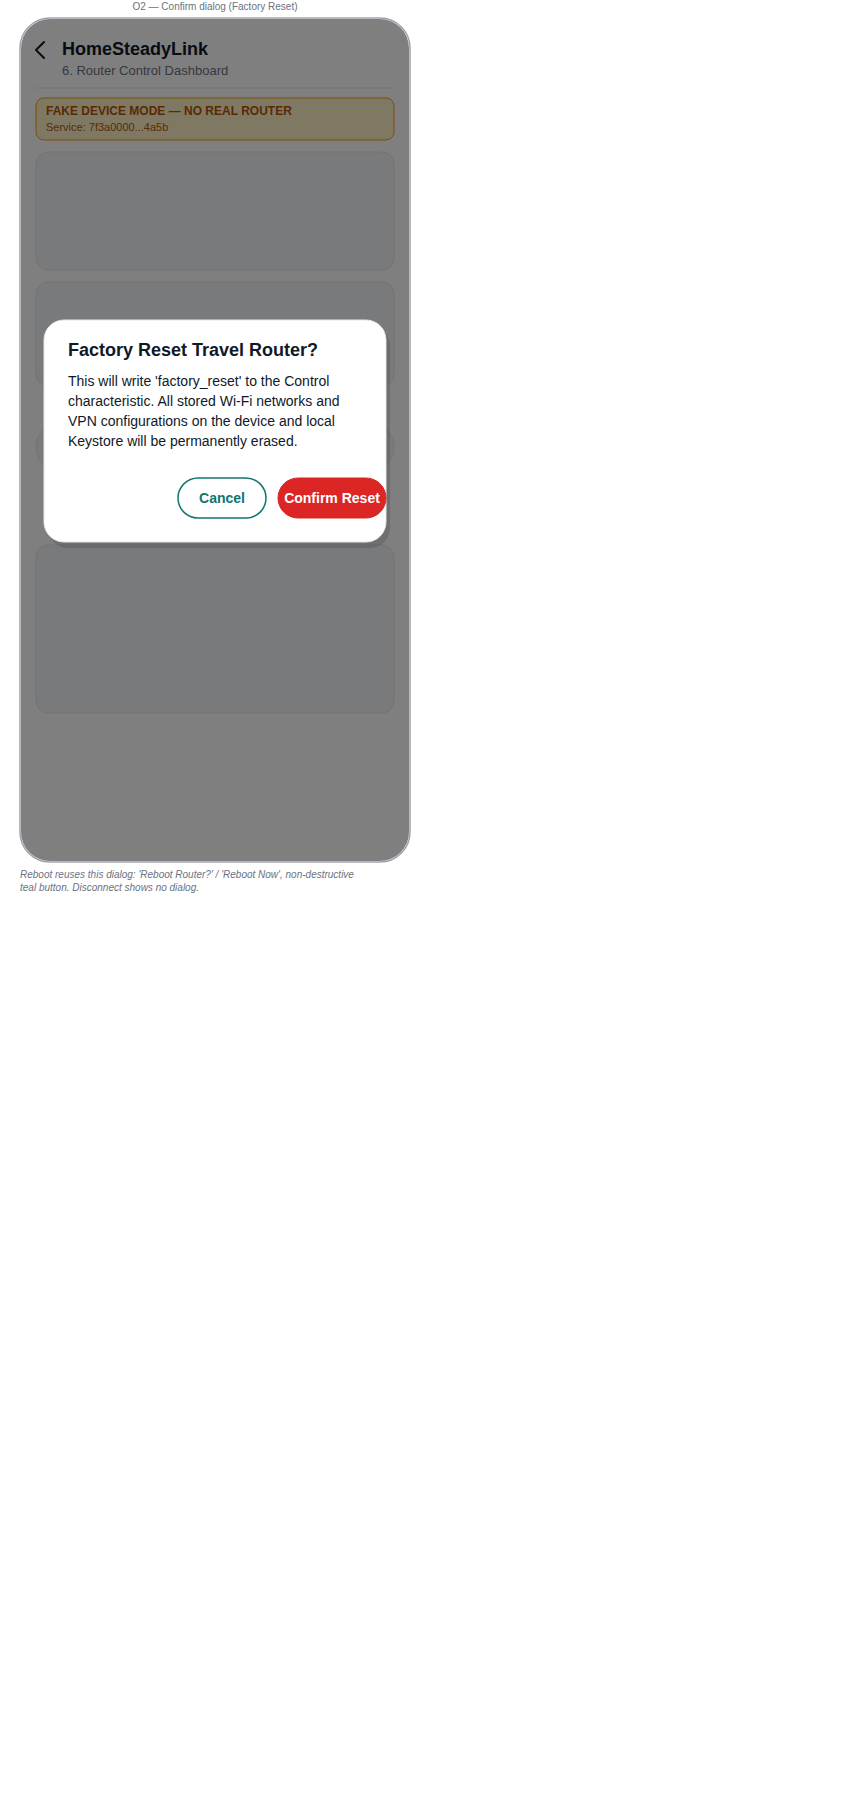 O2 — Confirm dialog (Factory Reset)
HomeSteadyLink
6. Router Control Dashboard
FAKE DEVICE MODE — NO REAL ROUTER
Service: 7f3a0000...4a5b
Factory Reset Travel Router?
This will write 'factory_reset' to the Control
characteristic. All stored Wi-Fi networks and
VPN configurations on the device and local
Keystore will be permanently erased.
Cancel
Confirm Reset
Reboot reuses this dialog: 'Reboot Router?' / 'Reboot Now', non-destructive
teal button. Disconnect shows no dialog.